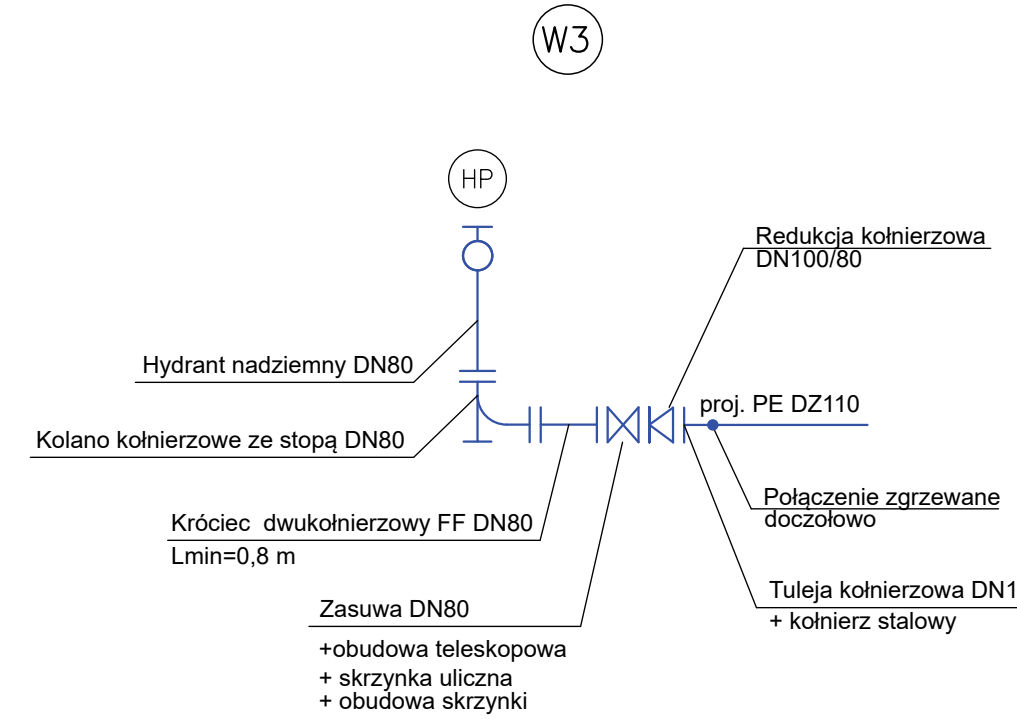 W3
HP
Redukcja kołnierzowa
DN100/80
Hydrant nadziemny DN80
proj. PE DZ110
Kolano kołnierzowe ze stopą DN80
Połączenie zgrzewane
doczołowo
Króciec dwukołnierzowy FF DN80
Lmin=0,8 m
Tuleja kołnierzowa DN1
+ kołnierz stalowy
Zasuwa DN80
+obudowa teleskopowa
+ skrzynka uliczna
+ obudowa skrzynki